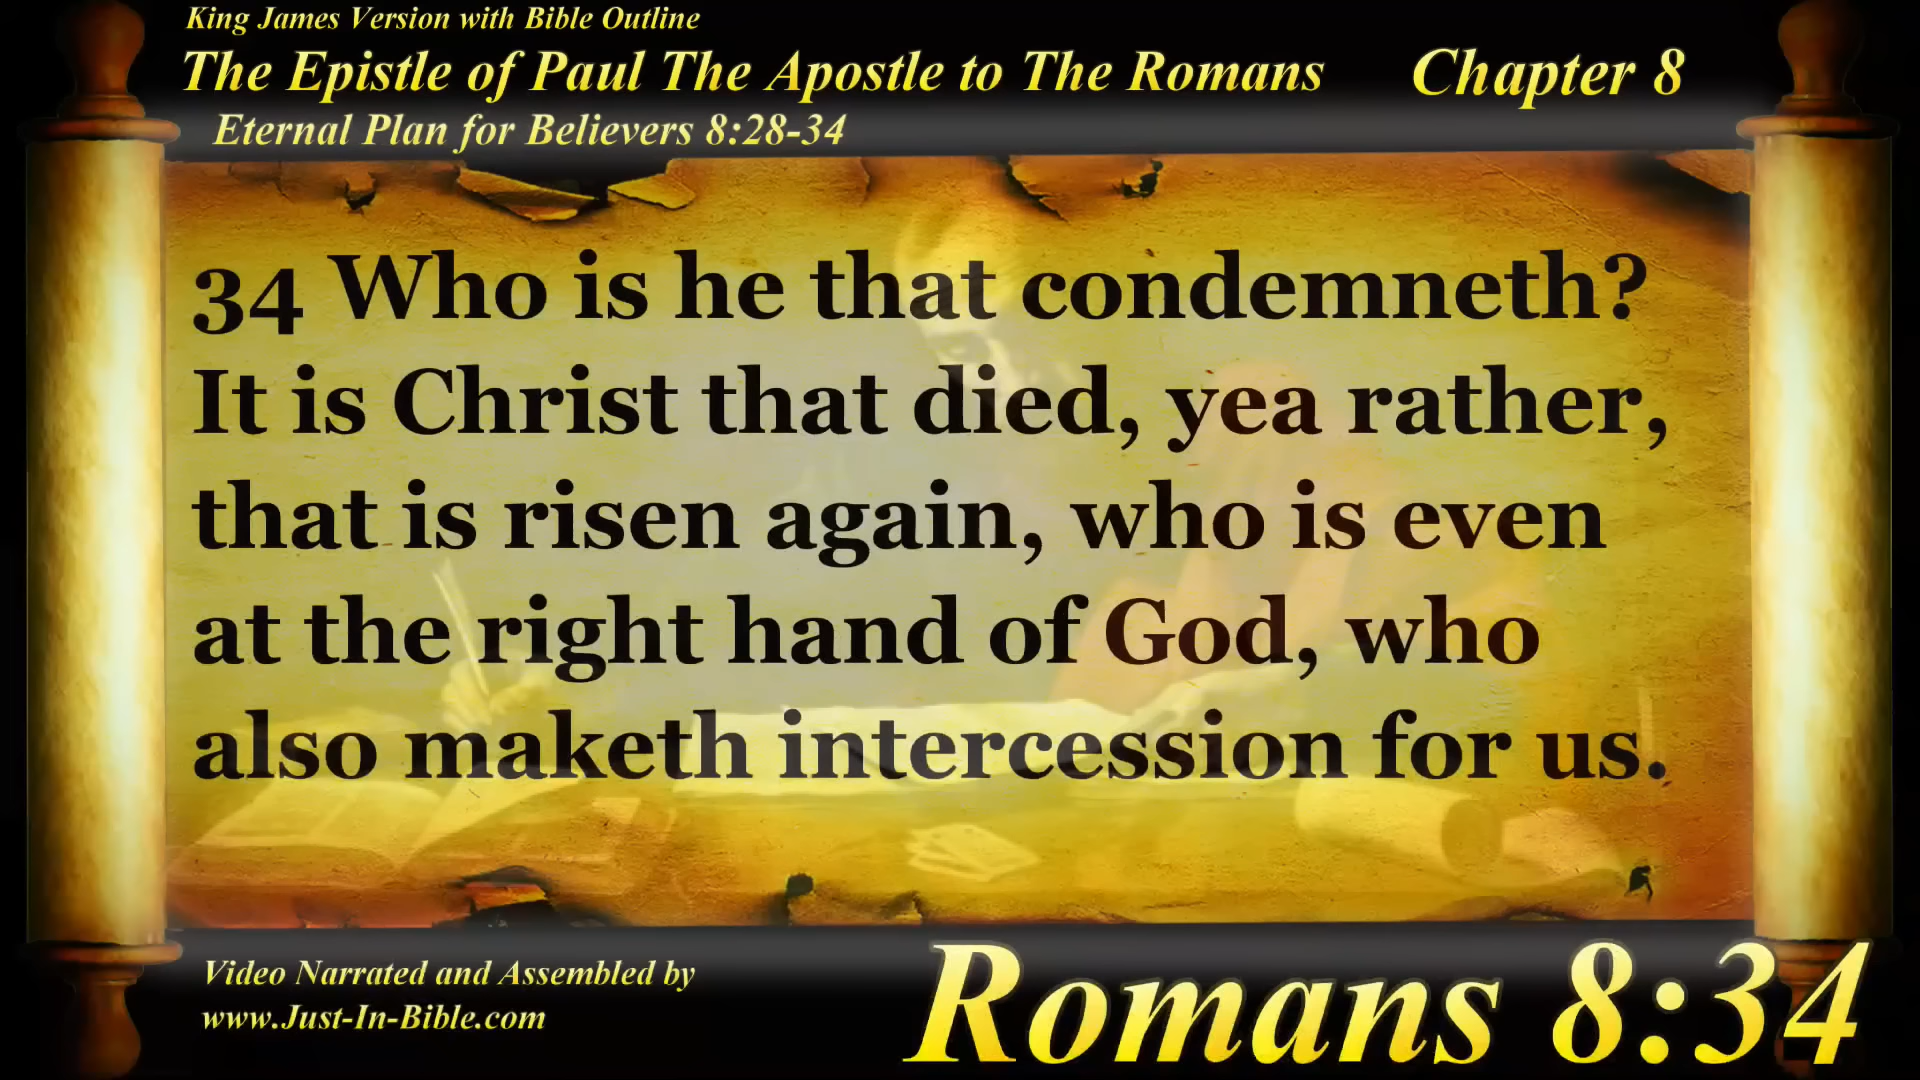 King James Version with Bible Outline
The Epistle of Paul The Apostle to The Romans Chapter 8
Eternal Plan for Believers 8:28-34
34 Who is he that condemneth?
It is Christ that died, yea rather,
that is risen again, who is even
at the right hand of God, who
also maketh intercession for us.
Video Narrated and Assembled by
www.Just-In-Bible.com
Romans 8:34